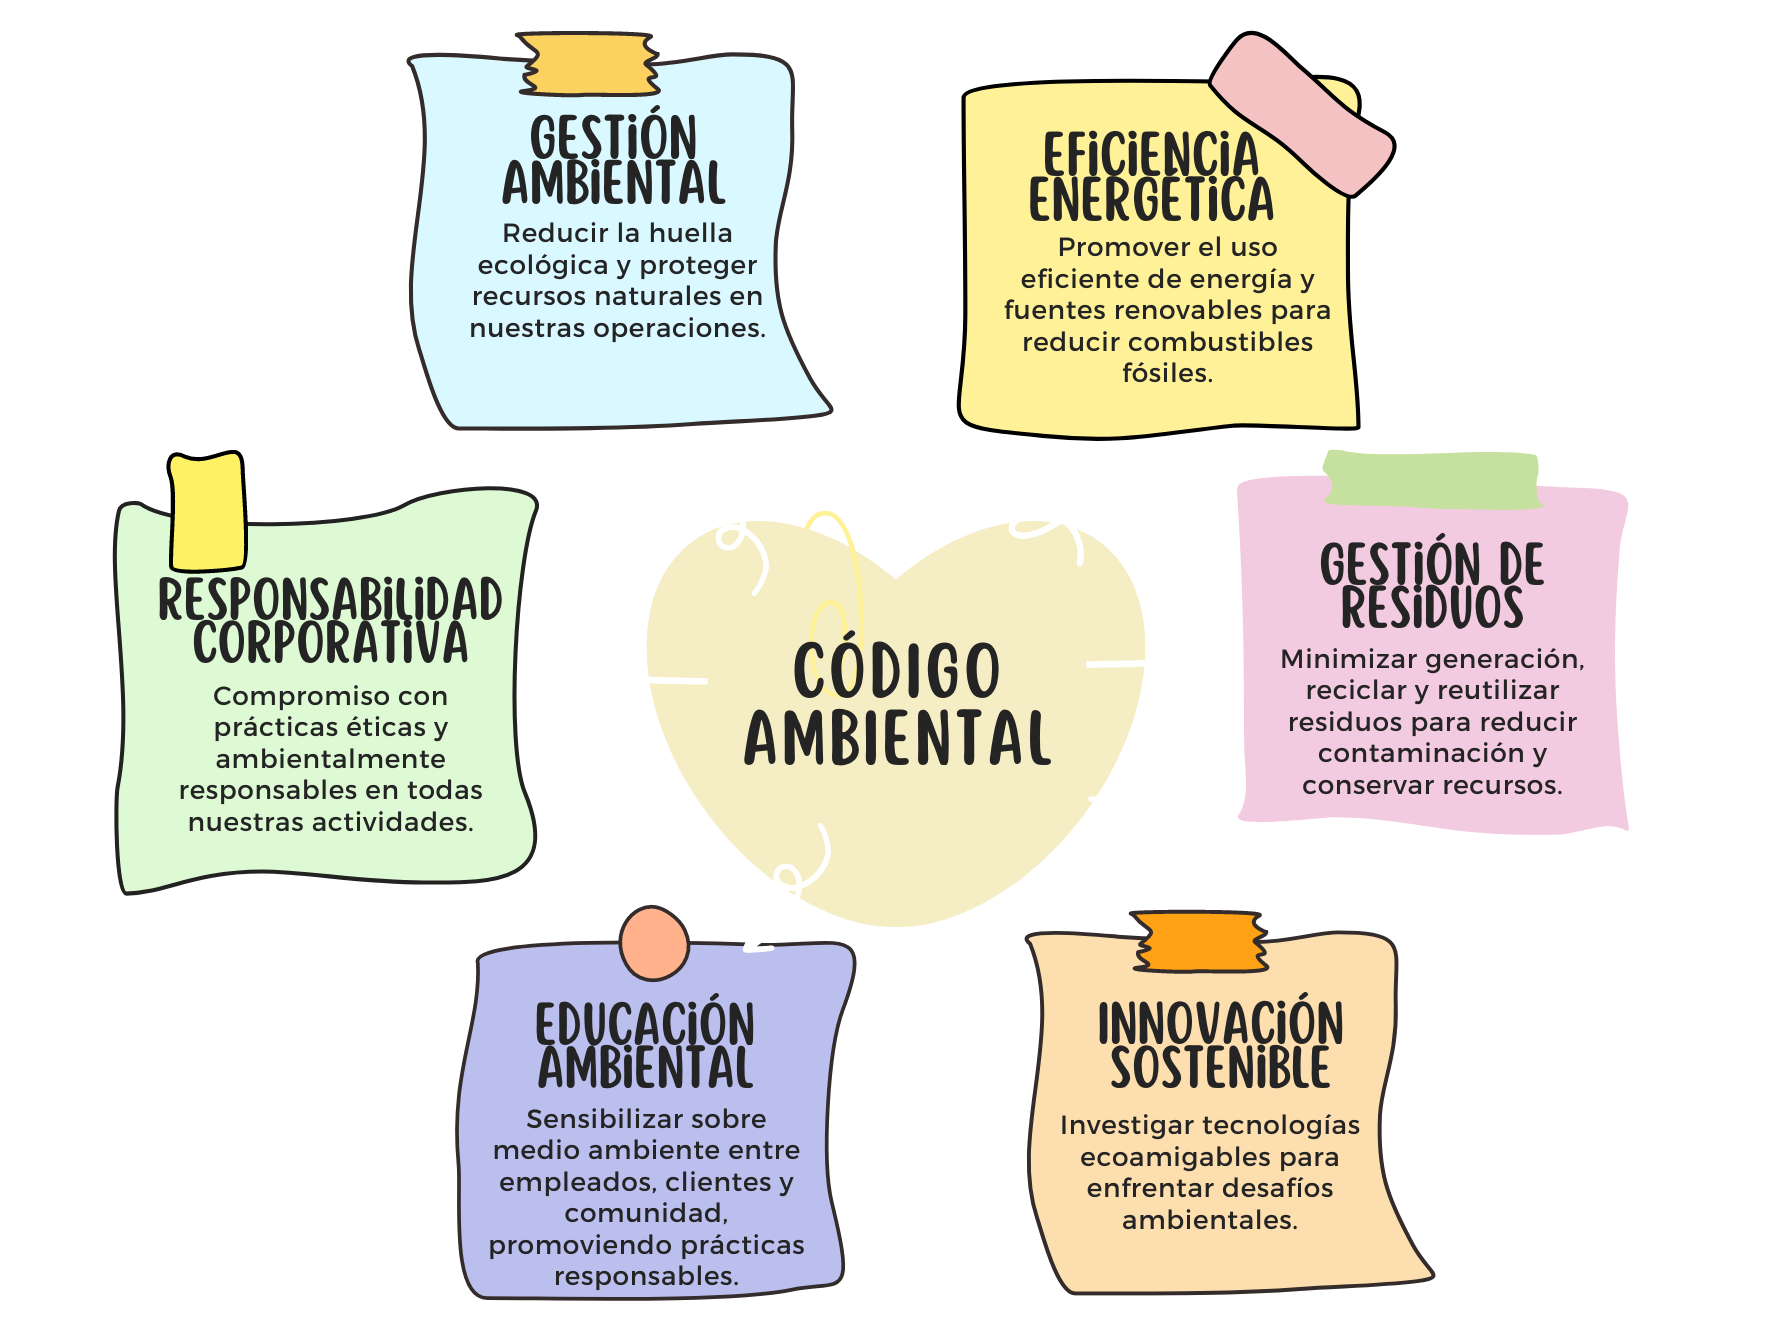 GESTIÓN
AMBIENTAL
Reducir la huella
ecológica y proteger
recursos naturales en
nuestras operaciones.
EFICIENCIA
ENERGÉTICA
Promover el uso
eficiente de energía y
fuentes renovables para
reducir combustibles
fósiles.
RESPONSABILIDAD
CORPORATIVA
Compromiso con
prácticas éticas y
ambientalmente
responsables en todas
nuestras actividades.
CÓDIGO
AMBIENTAL
GESTIÓN DE
RESIDUOS
Minimizar generación,
reciclar y reutilizar
residuos para reducir
contaminación y
conservar recursos.
EDUCACIÓN
AMBIENTAL
Sensibilizar sobre
medio ambiente entre
empleados, clientes y
comunidad,
promoviendo prácticas
responsables.
INNOVACIÓN
SOSTENIBLE
Investigar tecnologías
ecoamigables para
enfrentar desafíos
ambientales.